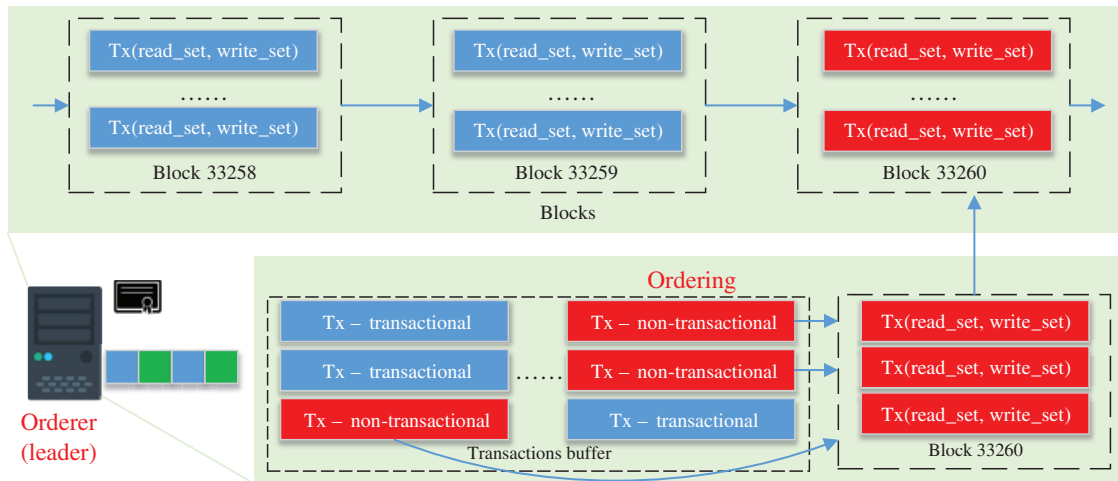 Tx(read_set, write_set)
......
Tx(read_set, write_set)
Block 33258
Tx(read_set, write_set)
......
Tx(read_set, write_set)
Block 33259
Tx(read_set, write_set)
......
Tx(read_set, write_set)
Block 33260
Blocks
Orderer
(leader)
Ordering
Tx – transactional
Tx – non-transactional
Tx – transactional
......
Tx – non-transactional
Tx – non-transactional
Tx – transactional
Transactions buffer
Tx(read_set, write_set)
Tx(read_set, write_set)
Tx(read_set, write_set)
Block 33260